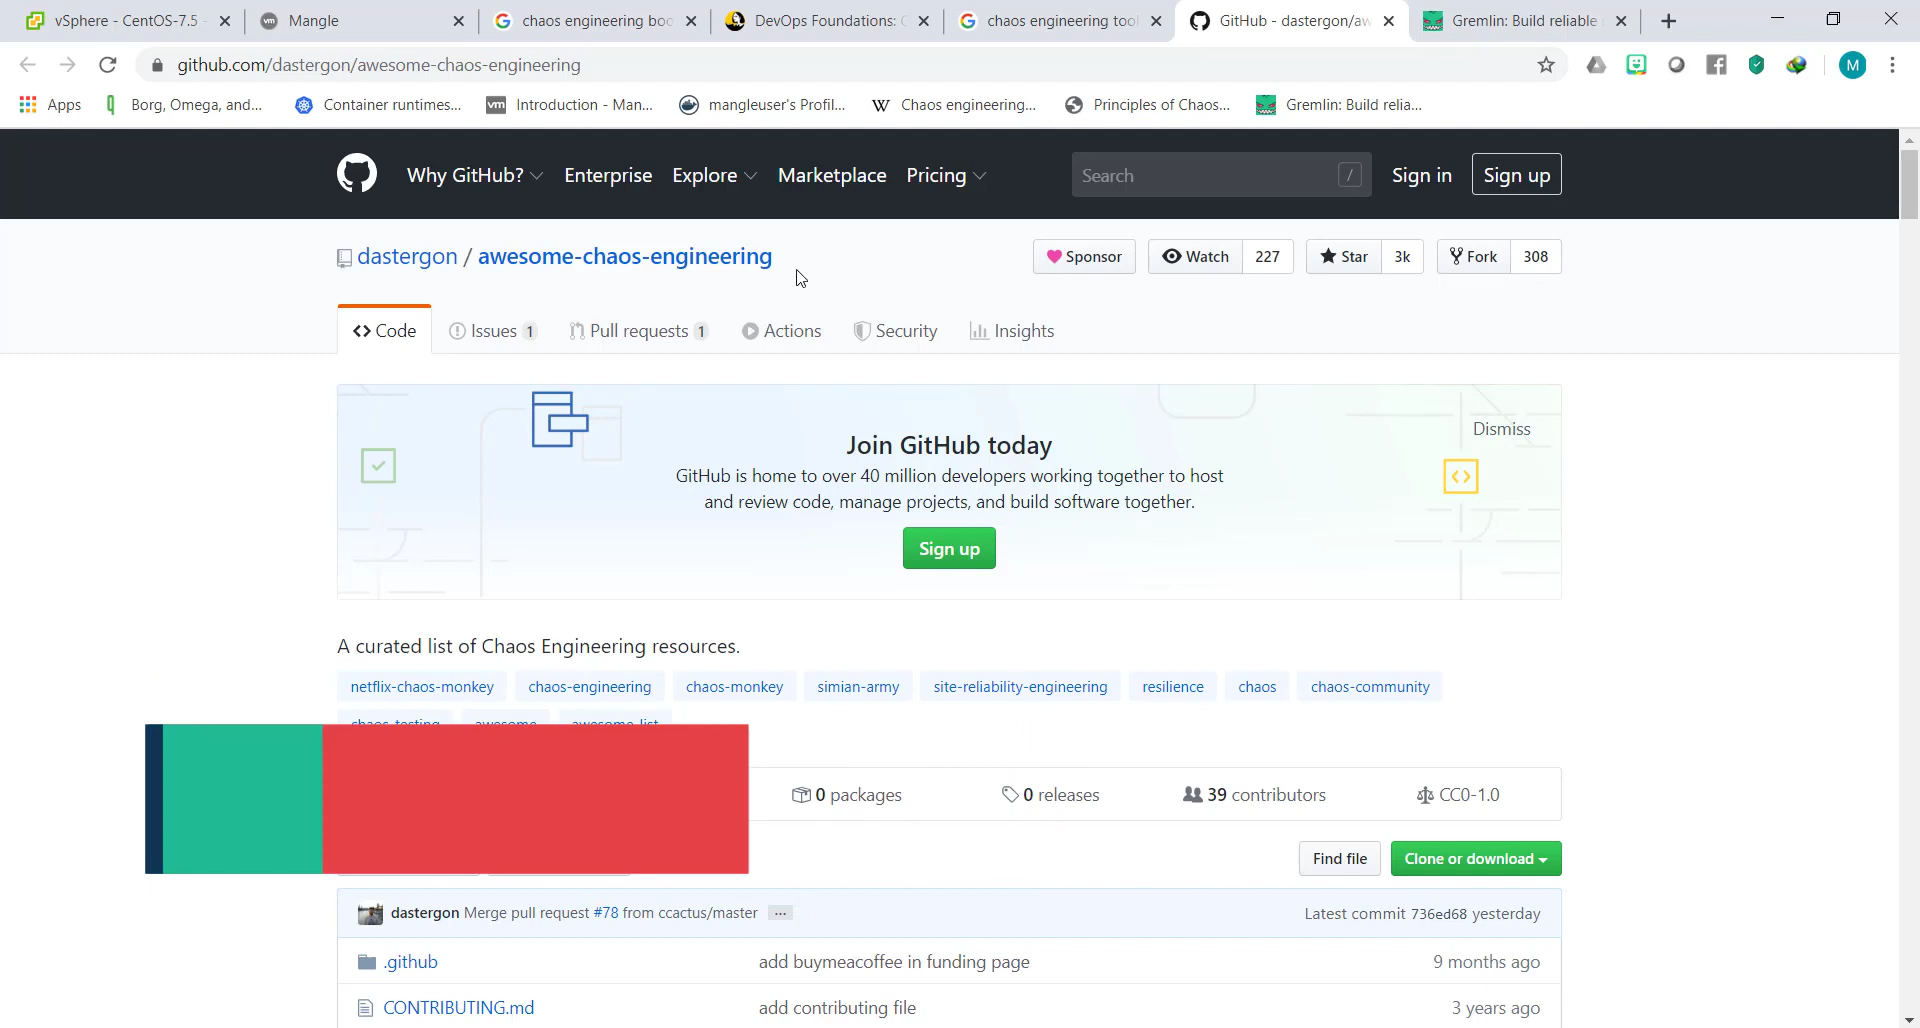 vSphere - CentOS-7.5
Mangle
chaos engineering boo
DevOps Foundations: C
chaos engineering tool
GitHub - dastergon/aw
Gremlin: Build reliable
github.com/dastergon/awesome-chaos-engineering
M
Apps
Borg, Omega, and...
Container runtimes...
vm
Introduction - Man...
mangleuser's Profil...
W
Chaos engineering...
Principles of Chaos...
Gremlin: Build relia...
Why GitHub?
Enterprise
Explore
Marketplace
Pricing
Search
/
Sign in
Sign up
dastergon / awesome-chaos-engineering
Sponsor
Watch
227
Star
3k
Fork
308
Code
Issues 1
Pull requests 1
Actions
Security
Insights
Join GitHub today
Dismiss
GitHub is home to over 40 million developers working together to host
and review code, manage projects, and build software together.
Sign up
A curated list of Chaos Engineering resources.
netflix-chaos-monkey
chaos-engineering
chaos-monkey
simian-army
site-reliability-engineering
resilience
chaos
chaos-community
chaos-testing
awesome
awesome-list
0 packages
0 releases
39 contributors
CC0-1.0
Find file
Clone or download
dastergon Merge pull request #78 from ccactus/master ...
Latest commit 736ed68 yesterday
.github
add buymeacoffee in funding page
9 months ago
CONTRIBUTING.md
add contributing file
3 years ago